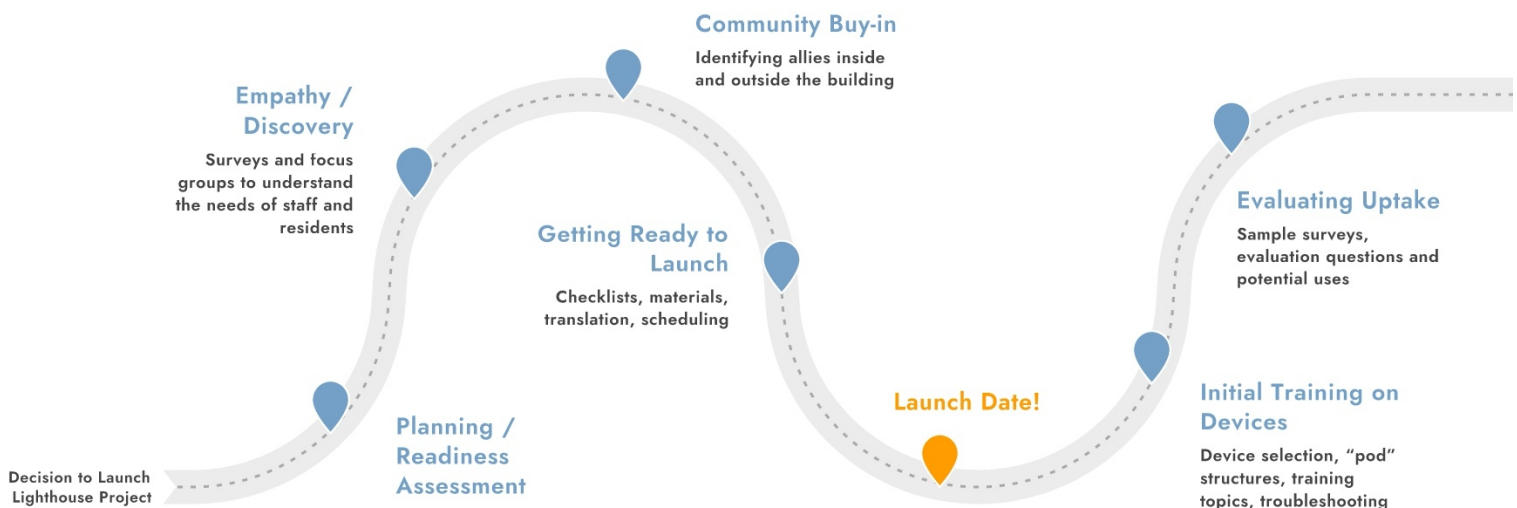 Decision to Launch
Lighthouse Project
Planning /
Readiness
Assessment
Empathy /
Discovery
Surveys and focus
groups to understand
the needs of staff and
residents
Community Buy-in
Identifying allies inside
and outside the building
Getting Ready to
Launch
Checklists, materials,
translation, scheduling
Launch Date!
Initial Training on
Devices
Device selection, “pod”
structures, training
topics, troubleshooting
Evaluating Uptake
Sample surveys,
evaluation questions and
potential uses